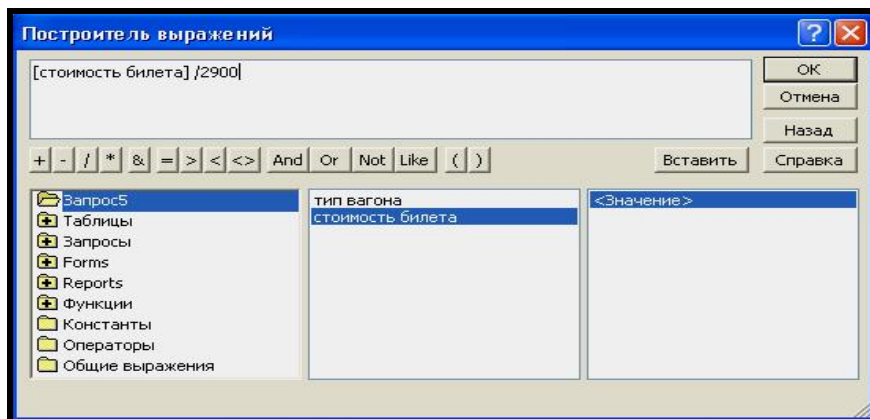 Построитель выражений
[стоимость билета] /2900
ОК
Отмена
Назад
+ - / * & = > < <> And Or Not Like ( ) Вставить Справка
Запрос5
Таблицы
Запросы
Forms
Reports
Функции
Константы
Операторы
Общие выражения
тип вагона
стоимость билета
<Значение>